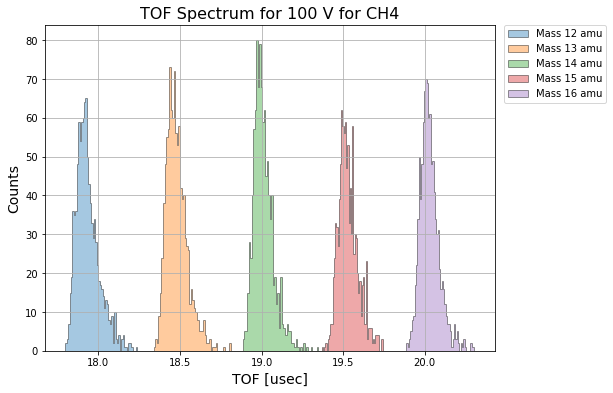 TOF Spectrum for 100 V for CH4
Mass 12 amu
Mass 13 amu
Mass 14 amu
Mass 15 amu
Mass 16 amu
Counts
80
70
60
50
40
30
20
10
0
18.0 18.5 19.0 19.5 20.0
TOF [usec]